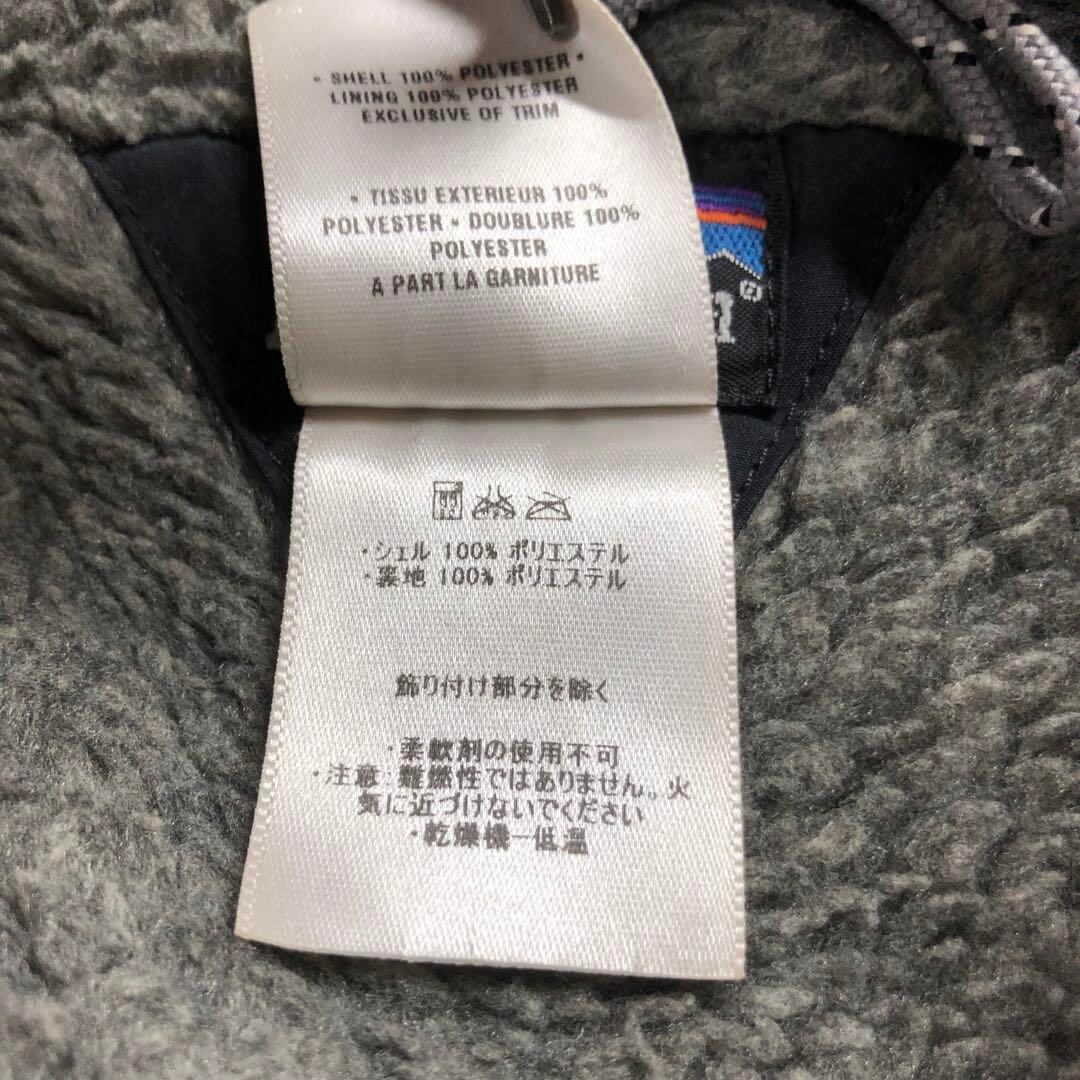 • SHELL 100% POLYESTER •
LINING 100% POLYESTER
EXCLUSIVE OF TRIM
• TISSU EXTERIEUR 100%
POLYESTER • DOUBLURE 100%
POLYESTER
A PART LA GARNITURE
・シェル 100% ポリエステル
・裏地 100% ポリエステル
飾り付け部分を除く
・柔軟剤の使用不可
・注意:難燃性ではありません。火
気に近づけないでください
・乾燥機ー低温